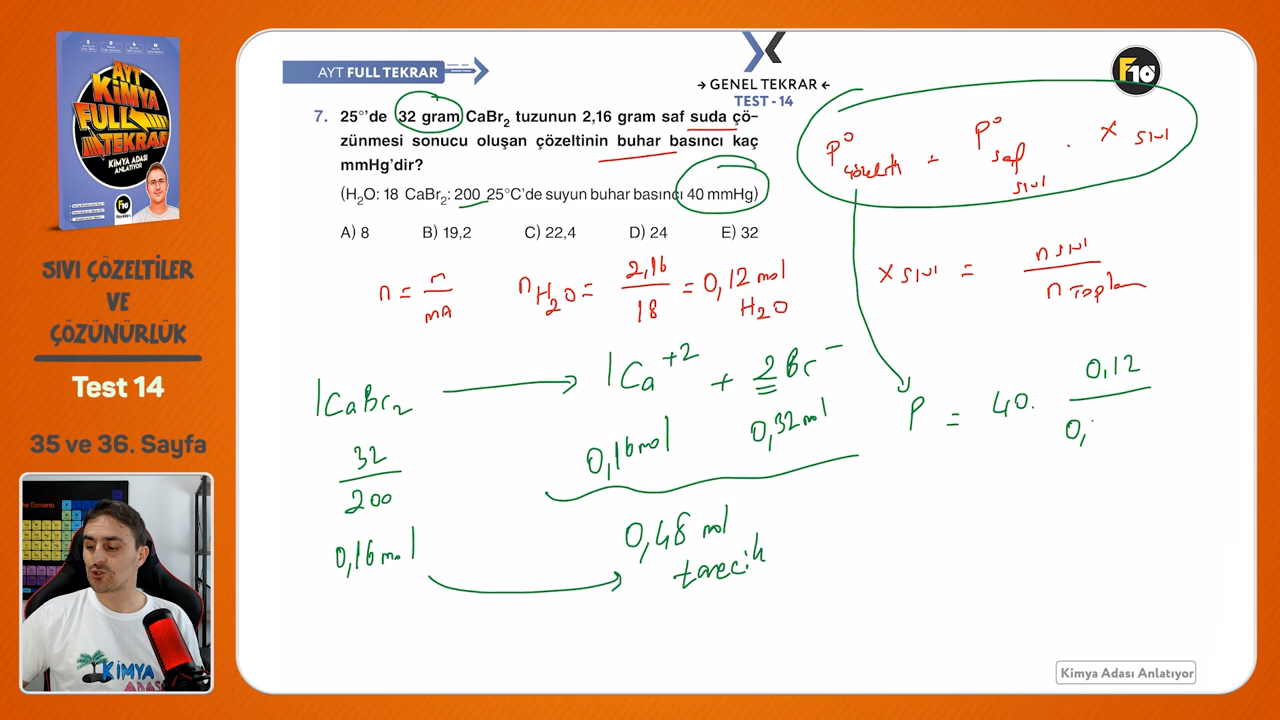 AYT
KİMYA
FULL
TEKRAR
KİMYA ADASI
ANLATIYOR
F10
SIVI ÇÖZELTİLER
VE
ÇÖZÜNÜRLÜK
Test 14
35 ve 36. Sayfa
KİMYA
ADASI
AYT FULL TEKRAR
GENEL TEKRAR
TEST - 14
F10
7. 25°'de 32 gram CaBr₂ tuzunun 2,16 gram saf suda çö-
zünmesi sonucu oluşan çözeltinin buhar basıncı kaç
mmHg'dir?
(H₂O: 18 CaBr₂: 200 25°C'de suyun buhar basıncı 40 mmHg)
A) 8 B) 19,2 C) 22,4 D) 24 E) 32
P° çözelti = P° saf sıvı . X sıvı
n = m / mA
nH₂O = 2,16 / 18 = 0,12 mol H₂O
X sıvı = n sıvı / n Toplam
1CaBr₂ → 1Ca⁺² + 2Br⁻
32 / 200
0,16 mol 0,32 mol
0,16 mol → 0,48 mol
tanecik
P = 40. 0,12 / 0,
Kimya Adası Anlatıyor